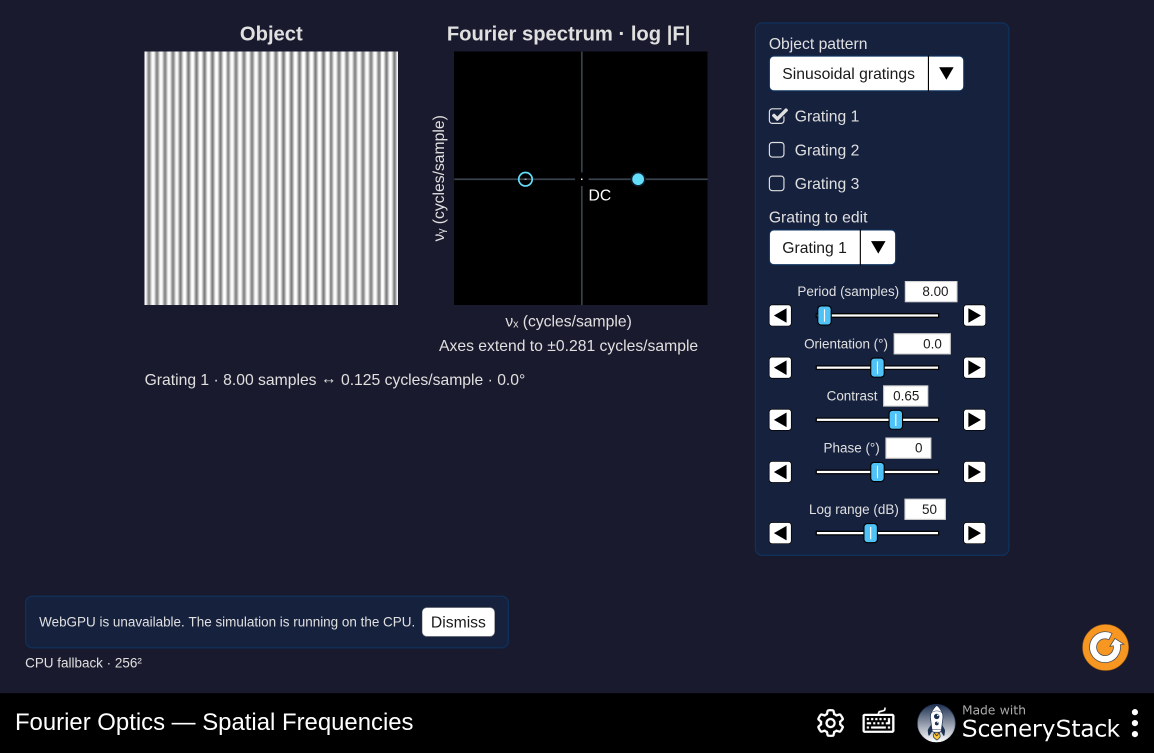 Object
Fourier spectrum · log |F|
νᵧ (cycles/sample)
DC
νₓ (cycles/sample)
Axes extend to ±0.281 cycles/sample
Grating 1 · 8.00 samples ↔ 0.125 cycles/sample · 0.0°
Object pattern
Sinusoidal gratings
Grating 1
Grating 2
Grating 3
Grating to edit
Grating 1
Period (samples) 8.00
Orientation (°) 0.0
Contrast 0.65
Phase (°) 0
Log range (dB) 50
WebGPU is unavailable. The simulation is running on the CPU. Dismiss
CPU fallback · 256²
Fourier Optics — Spatial Frequencies
Made with
SceneryStack